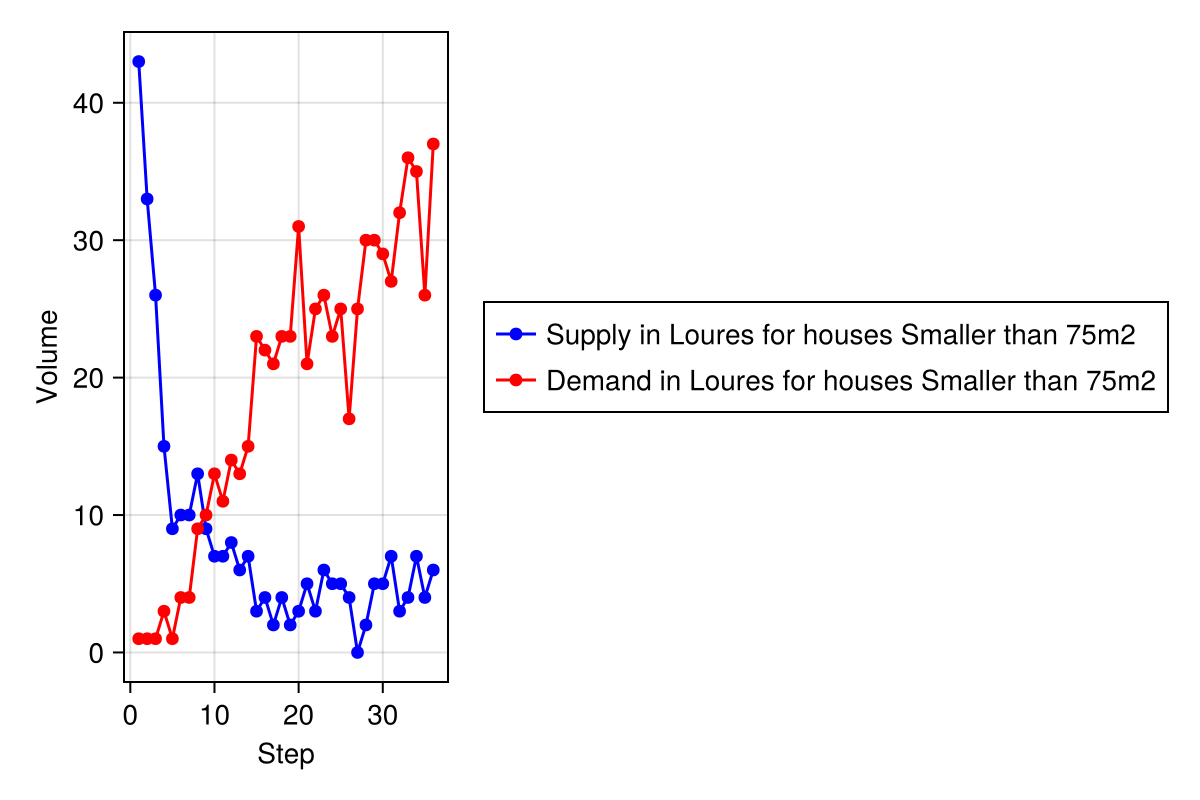 40
30
20
10
0
Volume
0 10 20 30
Step
Supply in Loures for houses Smaller than 75m2
Demand in Loures for houses Smaller than 75m2